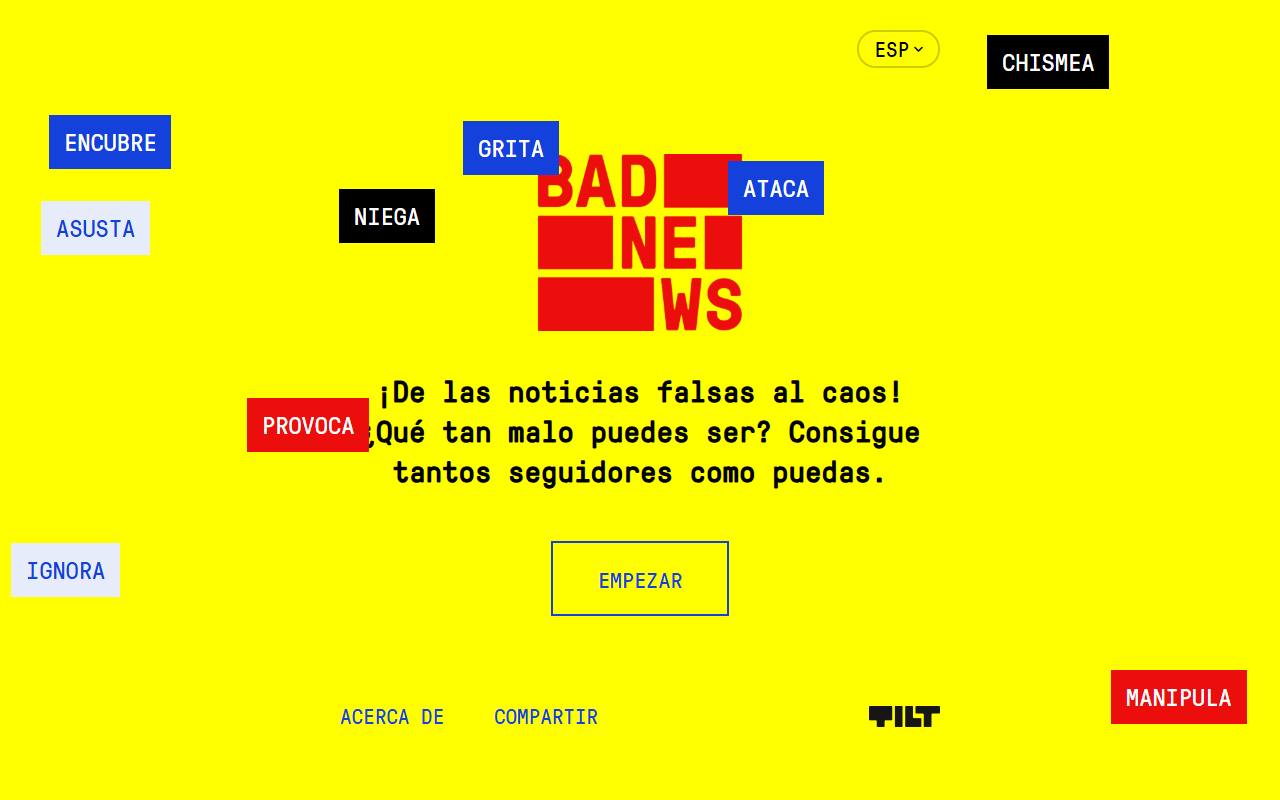 ESP
CHISMEA
ENCUBRE
GRITA
ATACA
ASUSTA
NIEGA
BAD
NE
WS
¡De las noticias falsas al caos!
PROVOCA
¿Qué tan malo puedes ser? Consigue
tantos seguidores como puedas.
IGNORA
EMPEZAR
MANIPULA
ACERCA DE
COMPARTIR
TILT